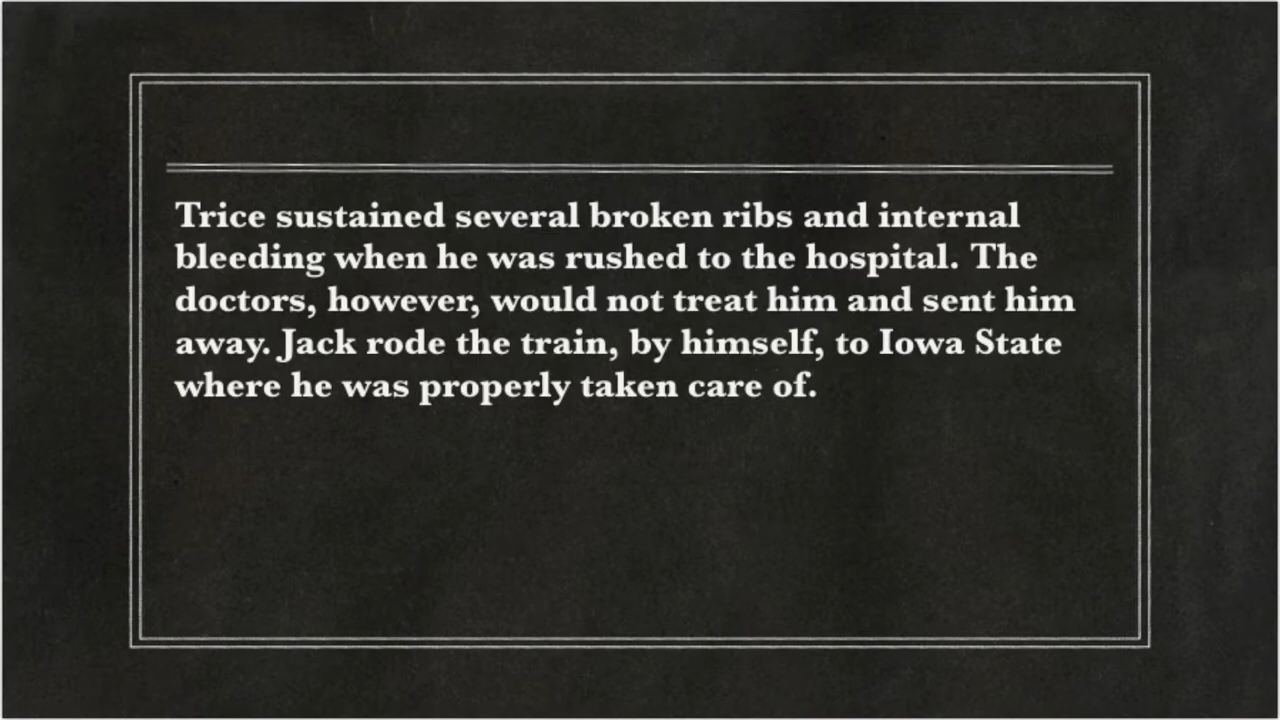 Trice sustained several broken ribs and internal
bleeding when he was rushed to the hospital. The
doctors, however, would not treat him and sent him
away. Jack rode the train, by himself, to Iowa State
where he was properly taken care of.